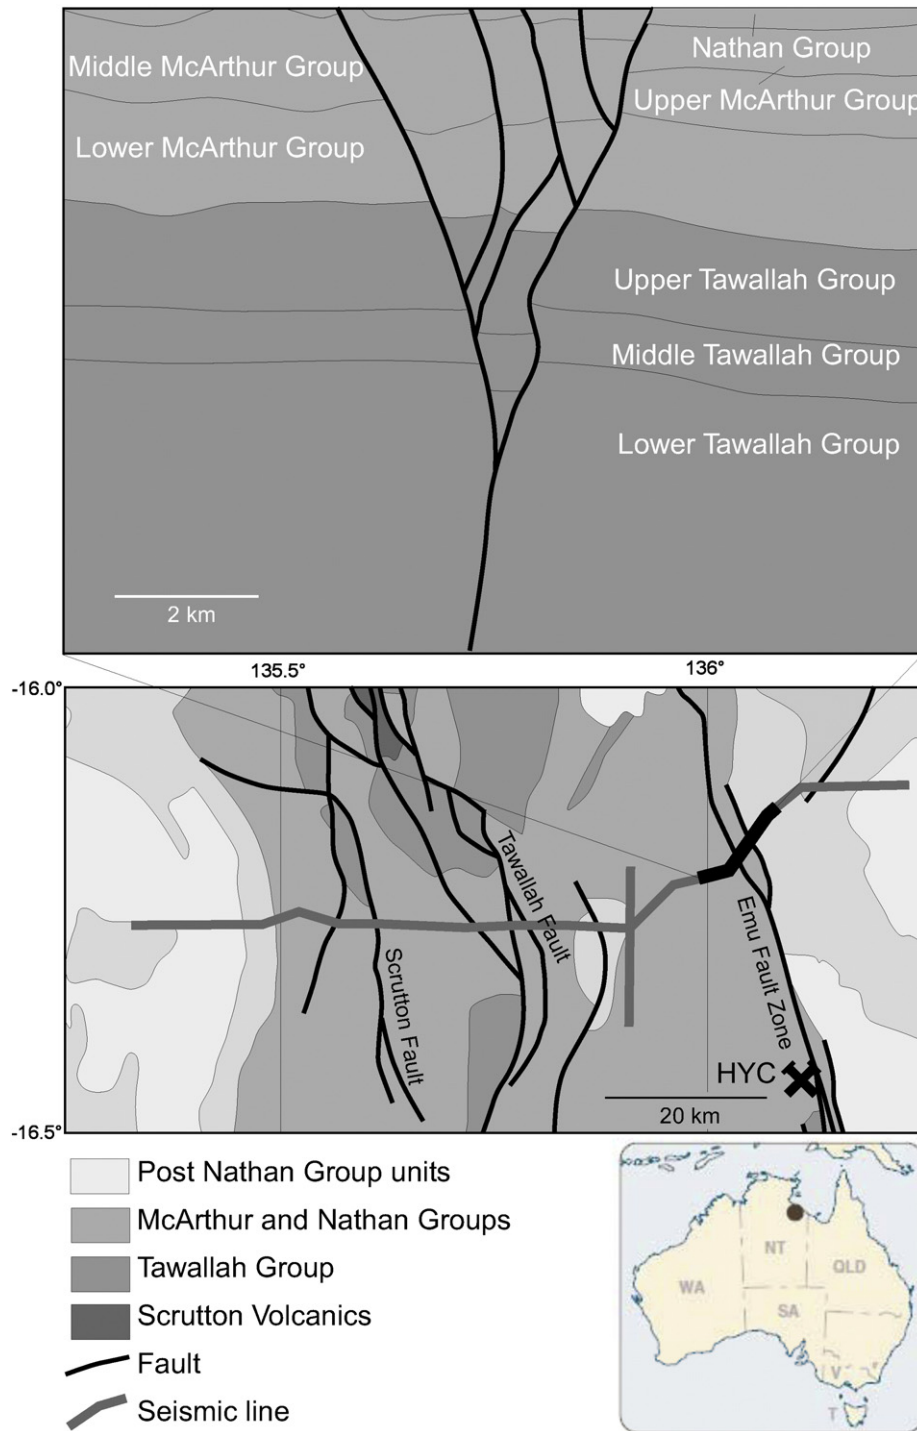 Nathan Group
Middle McArthur Group
Upper McArthur Group
Lower McArthur Group
Upper Tawallah Group
Middle Tawallah Group
Lower Tawallah Group
2 km
135.5°
136°
-16.0°
Tawallah Fault
Scrutton Fault
Emu Fault Zone
HYC
20 km
-16.5°
Post Nathan Group units
McArthur and Nathan Groups
Tawallah Group
Scrutton Volcanics
Fault
Seismic line
NT
QLD
WA
SA
V
T